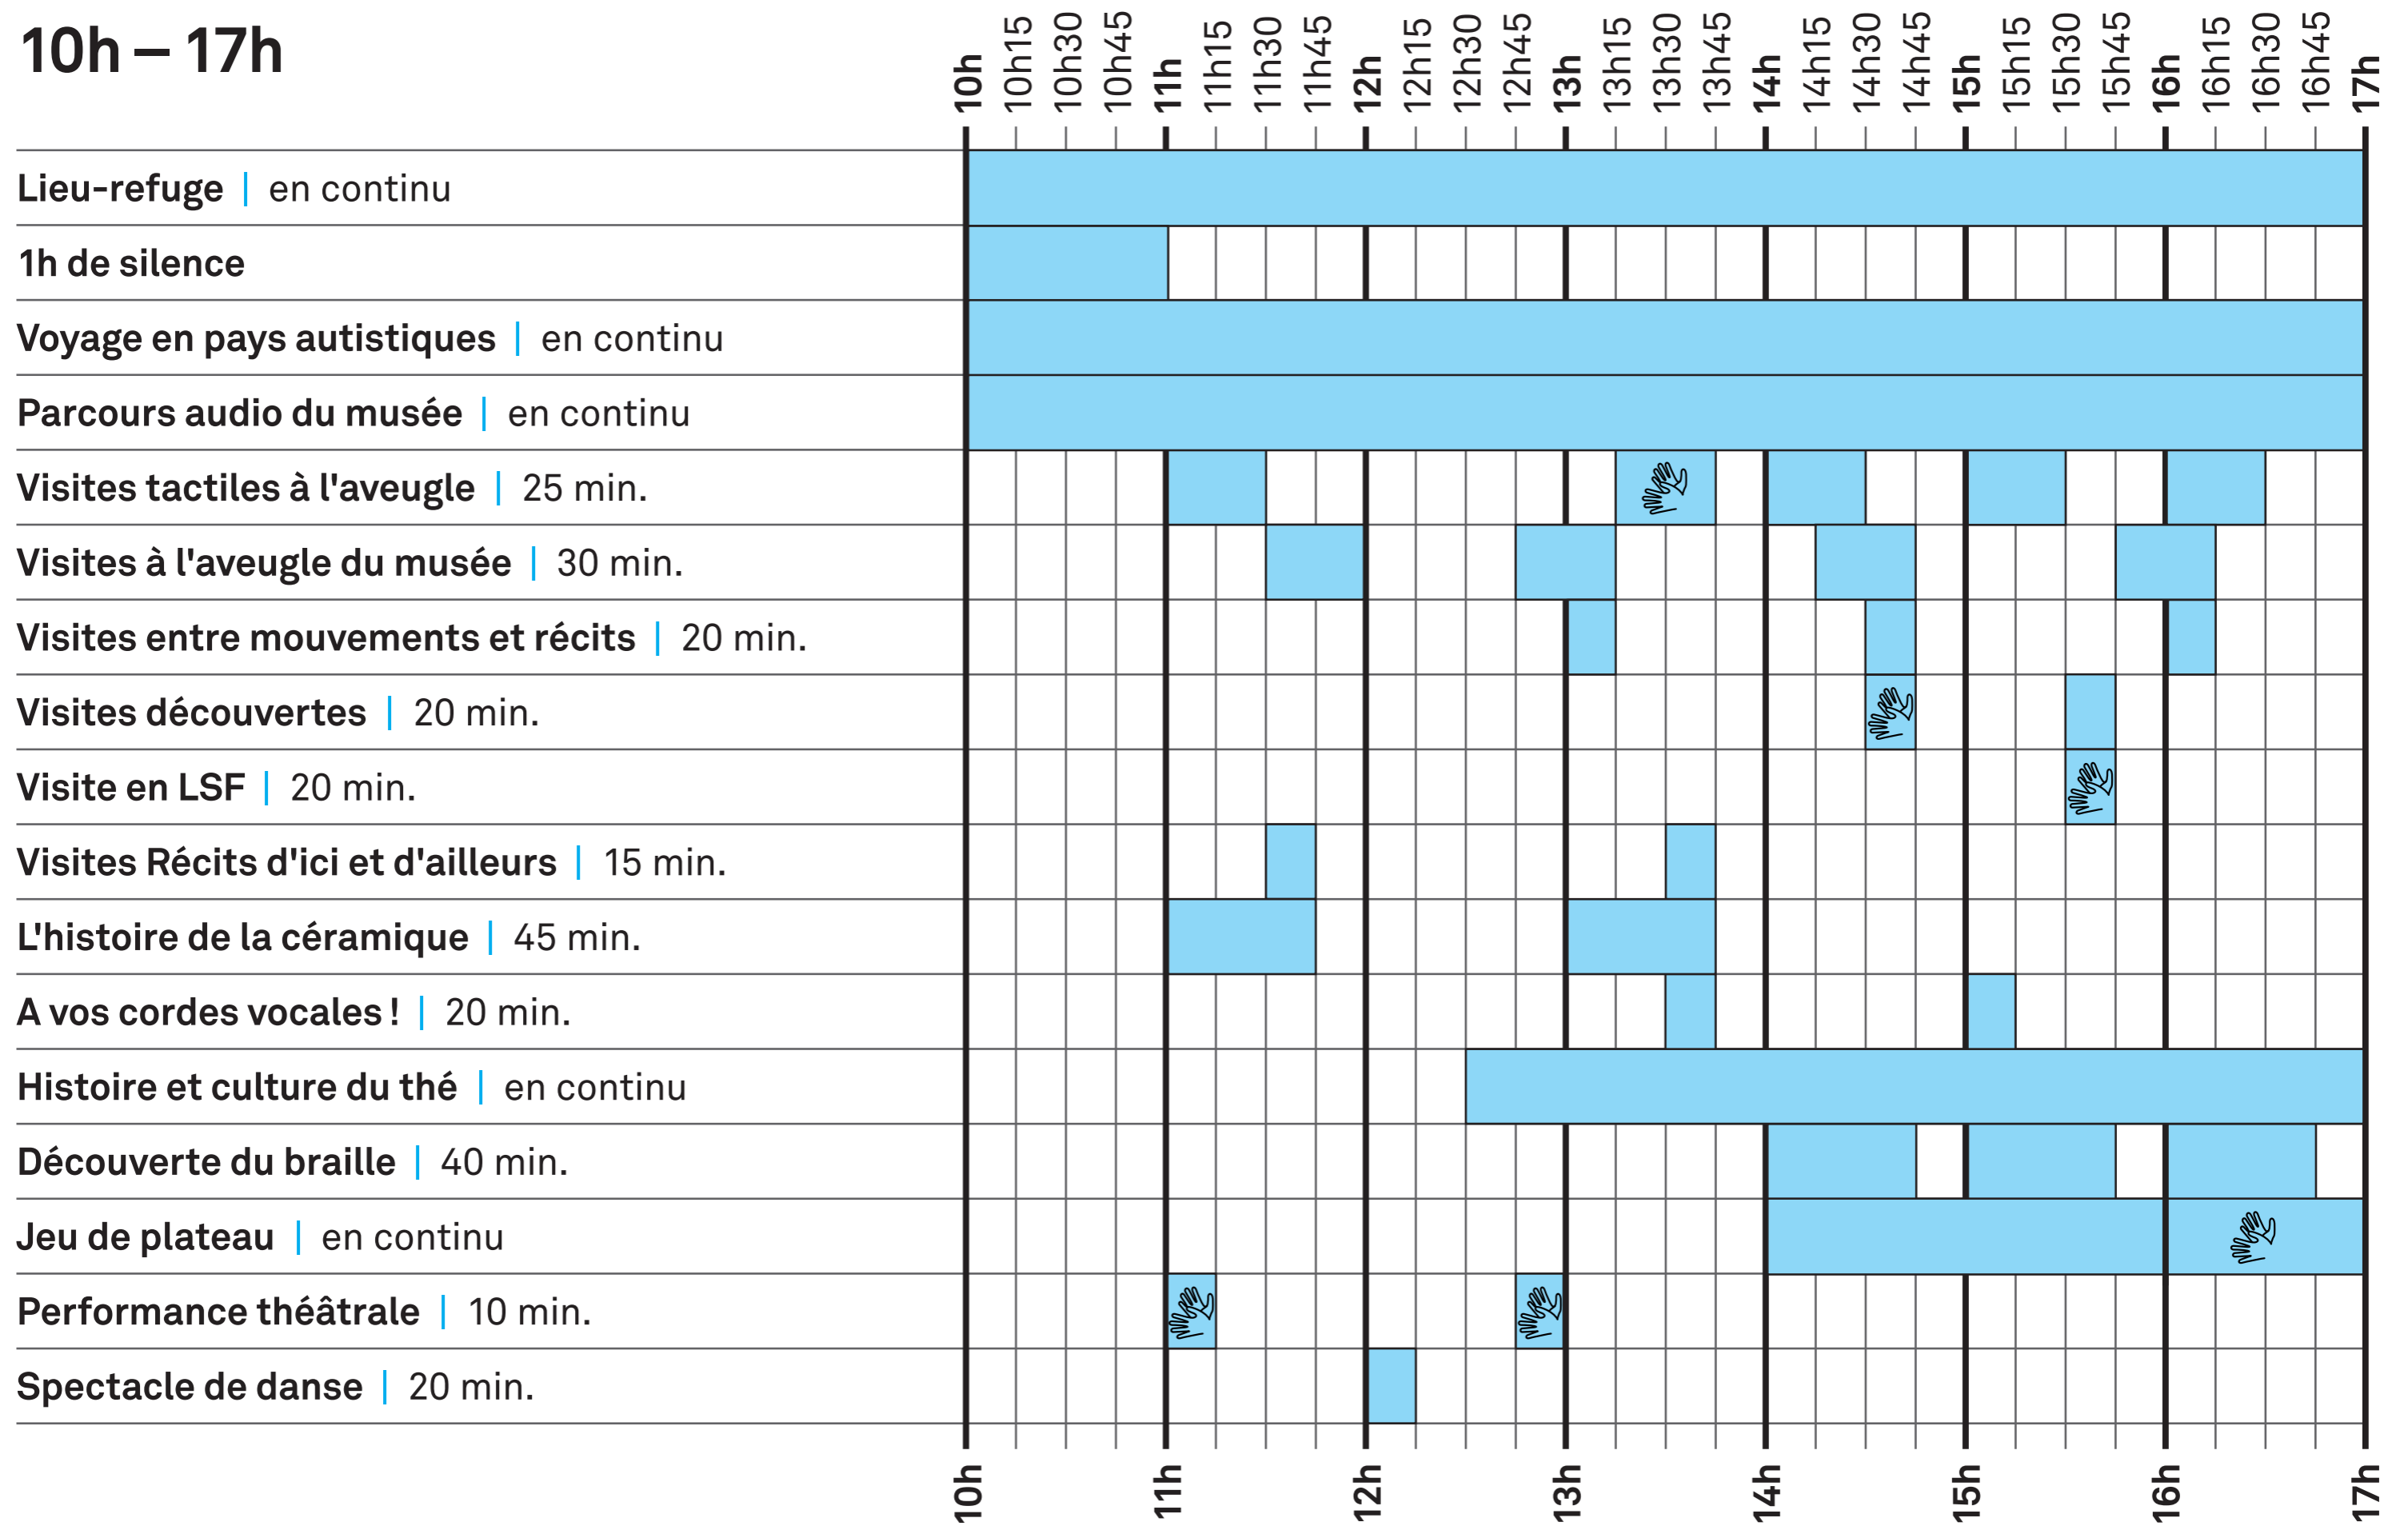 10h – 17h
10h 10h15 10h30 10h45 11h 11h15 11h30 11h45 12h 12h15 12h30 12h45 13h 13h15 13h30 13h45 14h 14h15 14h30 14h45 15h 15h15 15h30 15h45 16h 16h15 16h30 16h45 17h
Lieu-refuge | en continu
1h de silence
Voyage en pays autistiques | en continu
Parcours audio du musée | en continu
Visites tactiles à l'aveugle | 25 min.
Visites à l'aveugle du musée | 30 min.
Visites entre mouvements et récits | 20 min.
Visites découvertes | 20 min.
Visite en LSF | 20 min.
Visites Récits d'ici et d'ailleurs | 15 min.
L'histoire de la céramique | 45 min.
A vos cordes vocales ! | 20 min.
Histoire et culture du thé | en continu
Découverte du braille | 40 min.
Jeu de plateau | en continu
Performance théâtrale | 10 min.
Spectacle de danse | 20 min.
10h 11h 12h 13h 14h 15h 16h 17h